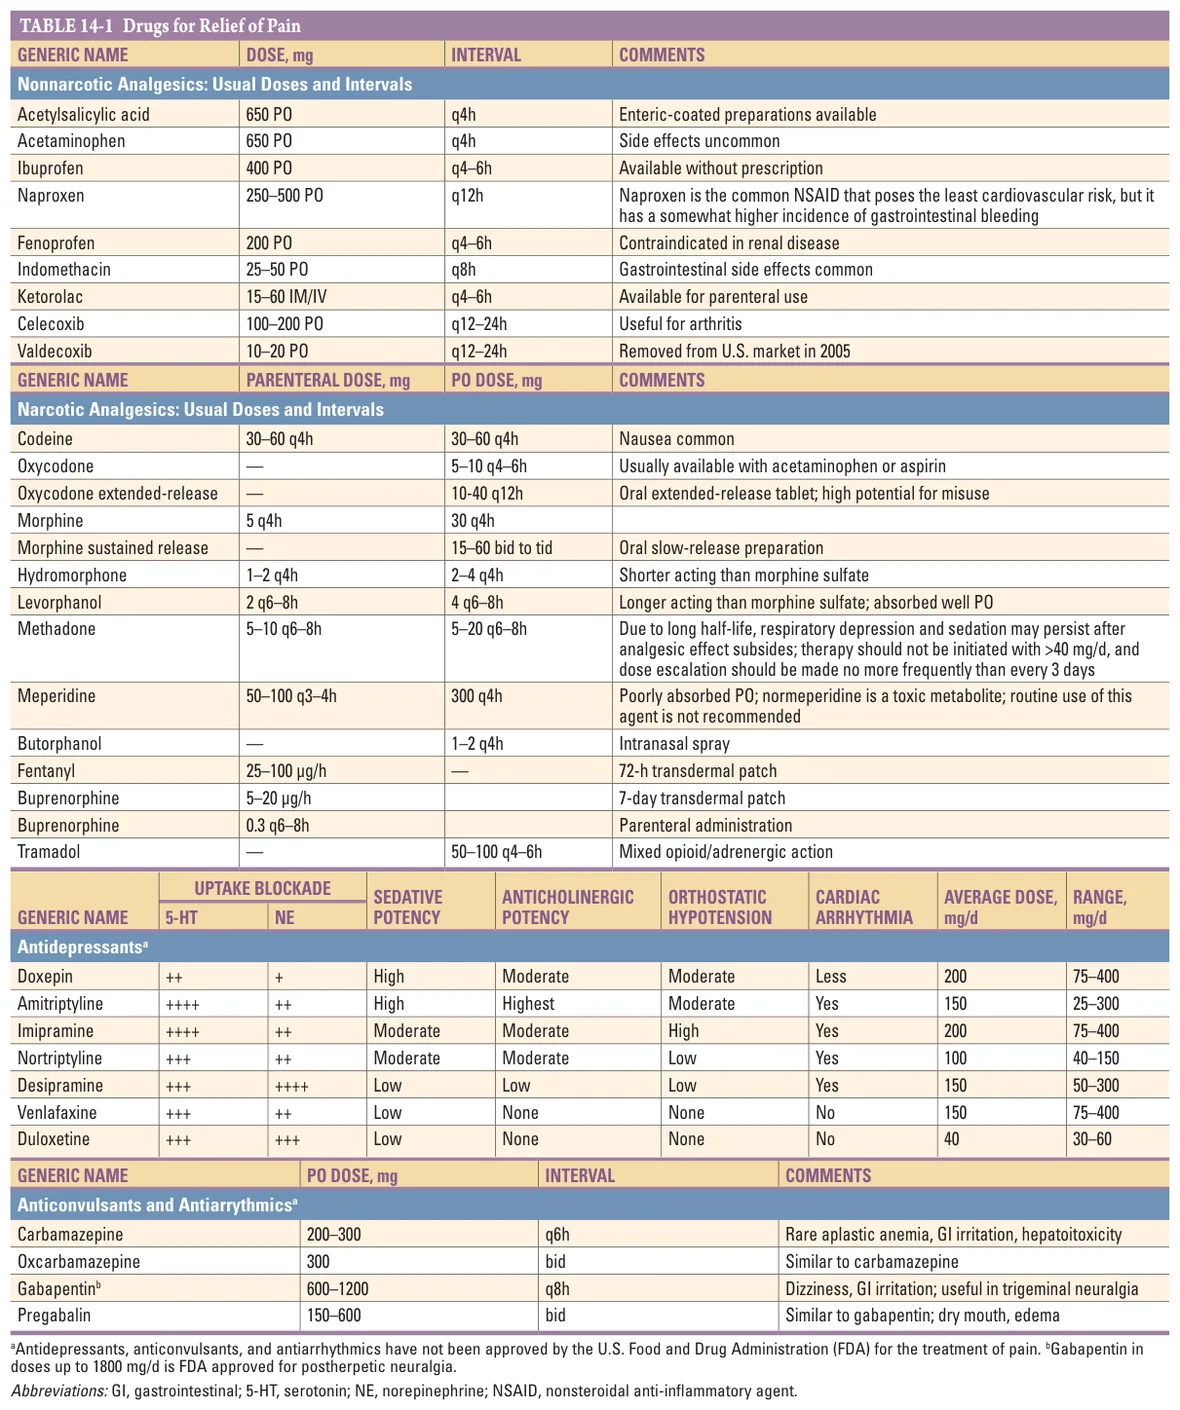 TABLE 14-1 Drugs for Relief of Pain
GENERIC NAME DOSE, mg INTERVAL COMMENTS
Nonnarcotic Analgesics: Usual Doses and Intervals
Acetylsalicylic acid 650 PO q4h Enteric-coated preparations available
Acetaminophen 650 PO q4h Side effects uncommon
Ibuprofen 400 PO q4–6h Available without prescription
Naproxen 250–500 PO q12h Naproxen is the common NSAID that poses the least cardiovascular risk, but it
has a somewhat higher incidence of gastrointestinal bleeding
Fenoprofen 200 PO q4–6h Contraindicated in renal disease
Indomethacin 25–50 PO q8h Gastrointestinal side effects common
Ketorolac 15–60 IM/IV q4–6h Available for parenteral use
Celecoxib 100–200 PO q12–24h Useful for arthritis
Valdecoxib 10–20 PO q12–24h Removed from U.S. market in 2005
GENERIC NAME PARENTERAL DOSE, mg PO DOSE, mg COMMENTS
Narcotic Analgesics: Usual Doses and Intervals
Codeine 30–60 q4h 30–60 q4h Nausea common
Oxycodone — 5–10 q4–6h Usually available with acetaminophen or aspirin
Oxycodone extended-release — 10-40 q12h Oral extended-release tablet; high potential for misuse
Morphine 5 q4h 30 q4h
Morphine sustained release — 15–60 bid to tid Oral slow-release preparation
Hydromorphone 1–2 q4h 2–4 q4h Shorter acting than morphine sulfate
Levorphanol 2 q6–8h 4 q6–8h Longer acting than morphine sulfate; absorbed well PO
Methadone 5–10 q6–8h 5–20 q6–8h Due to long half-life, respiratory depression and sedation may persist after
analgesic effect subsides; therapy should not be initiated with >40 mg/d, and
dose escalation should be made no more frequently than every 3 days
Meperidine 50–100 q3–4h 300 q4h Poorly absorbed PO; normeperidine is a toxic metabolite; routine use of this
agent is not recommended
Butorphanol — 1–2 q4h Intranasal spray
Fentanyl 25–100 μg/h — 72-h transdermal patch
Buprenorphine 5–20 μg/h 7-day transdermal patch
Buprenorphine 0.3 q6–8h Parenteral administration
Tramadol — 50–100 q4–6h Mixed opioid/adrenergic action
UPTAKE BLOCKADE SEDATIVE ANTICHOLINERGIC ORTHOSTATIC CARDIAC AVERAGE DOSE, RANGE,
GENERIC NAME 5-HT NE POTENCY POTENCY HYPOTENSION ARRHYTHMIA mg/d mg/d
Antidepressantsᵃ
Doxepin ++ + High Moderate Moderate Less 200 75–400
Amitriptyline ++++ ++ High Highest Moderate Yes 150 25–300
Imipramine ++++ ++ Moderate Moderate High Yes 200 75–400
Nortriptyline +++ ++ Moderate Moderate Low Yes 100 40–150
Desipramine +++ ++++ Low Low Low Yes 150 50–300
Venlafaxine +++ ++ Low None None No 150 75–400
Duloxetine +++ +++ Low None None No 40 30–60
GENERIC NAME PO DOSE, mg INTERVAL COMMENTS
Anticonvulsants and Antiarrythmicsᵃ
Carbamazepine 200–300 q6h Rare aplastic anemia, GI irritation, hepatoitoxicity
Oxcarbamazepine 300 bid Similar to carbamazepine
Gabapentinᵇ 600–1200 q8h Dizziness, GI irritation; useful in trigeminal neuralgia
Pregabalin 150–600 bid Similar to gabapentin; dry mouth, edema
ᵃAntidepressants, anticonvulsants, and antiarrhythmics have not been approved by the U.S. Food and Drug Administration (FDA) for the treatment of pain. ᵇGabapentin in
doses up to 1800 mg/d is FDA approved for postherpetic neuralgia.
Abbreviations: GI, gastrointestinal; 5-HT, serotonin; NE, norepinephrine; NSAID, nonsteroidal anti-inflammatory agent.